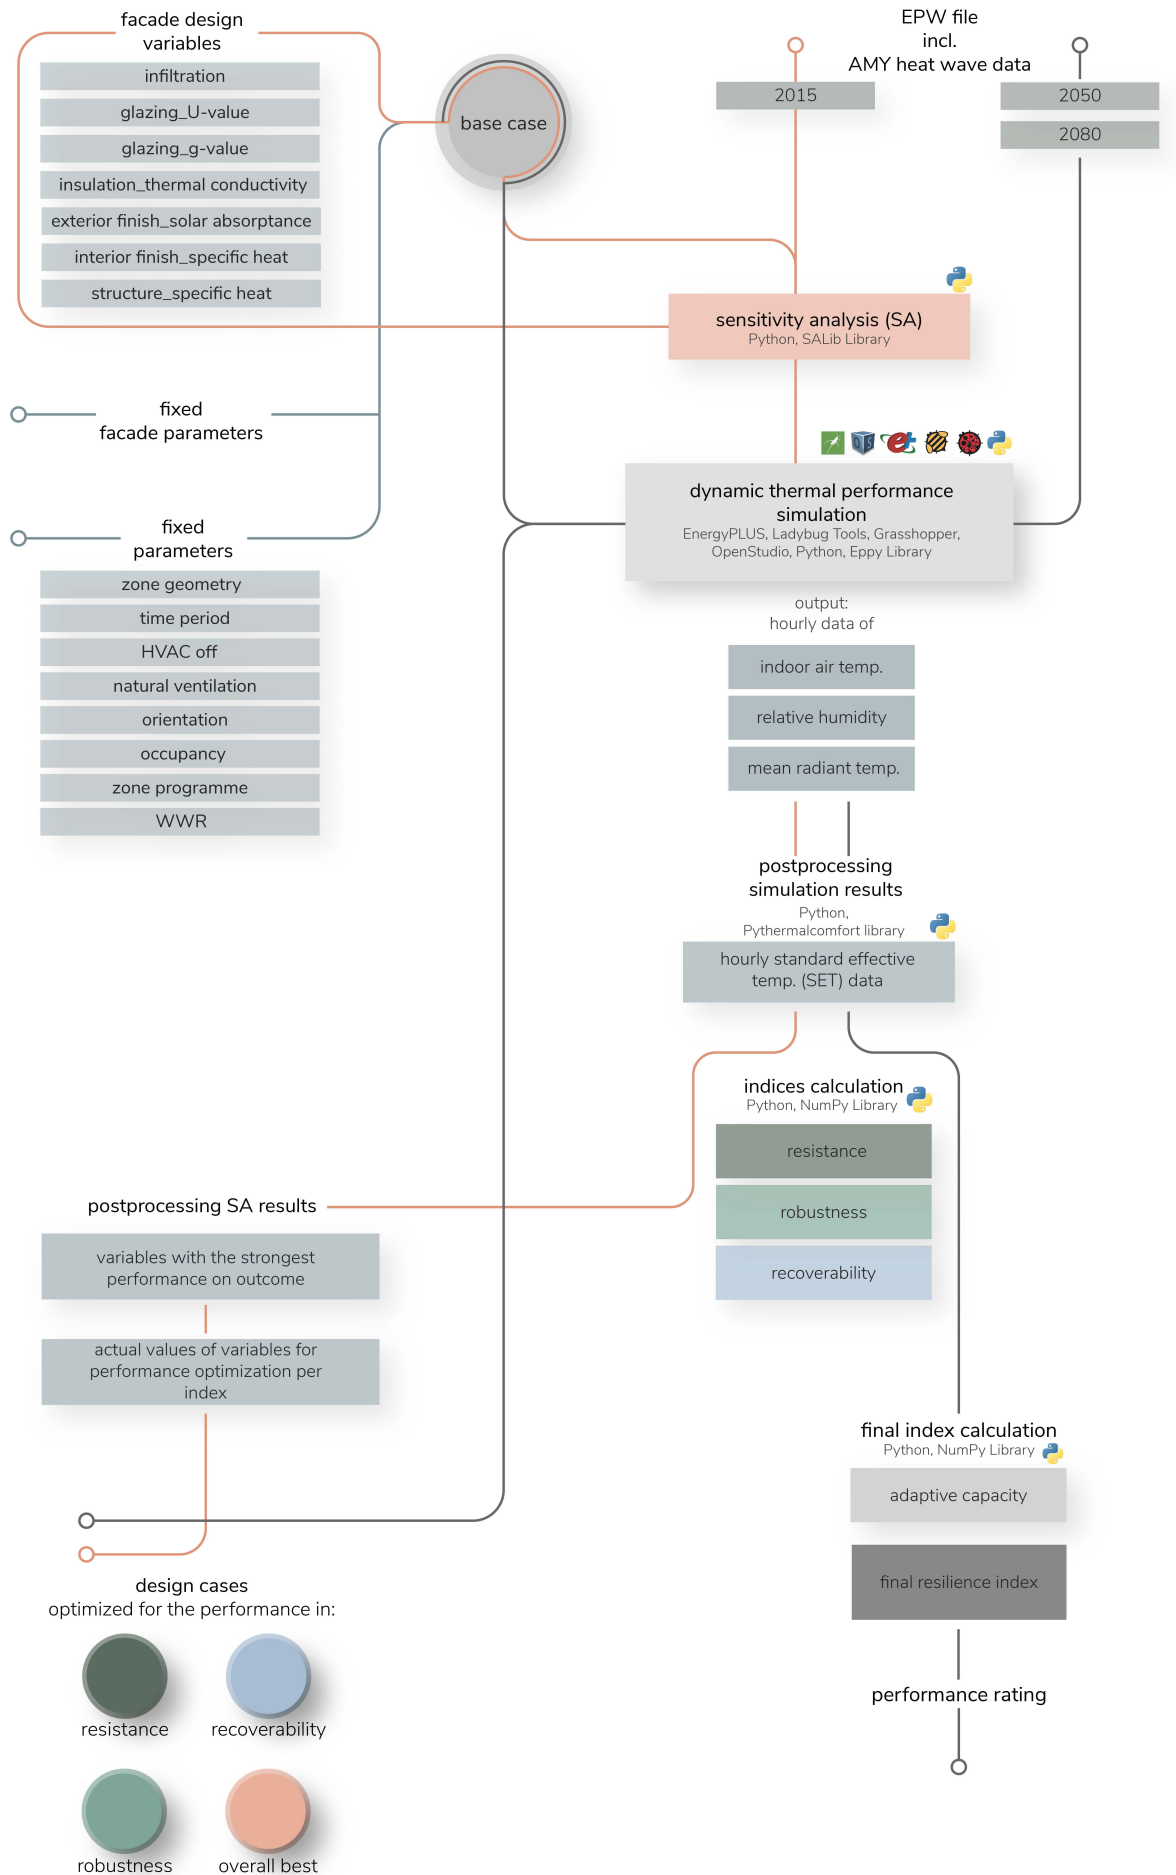 facade design
variables
infiltration
glazing_U-value
glazing_g-value
insulation_thermal conductivity
exterior finish_solar absorptance
interior finish_specific heat
structure_specific heat
base case
EPW file
incl.
AMY heat wave data
2015
2050
2080
sensitivity analysis (SA)
Python, SALib Library
fixed
facade parameters
fixed
parameters
zone geometry
time period
HVAC off
natural ventilation
orientation
occupancy
zone programme
WWR
dynamic thermal performance
simulation
EnergyPLUS, Ladybug Tools, Grasshopper,
OpenStudio, Python, Eppy Library
output:
hourly data of
indoor air temp.
relative humidity
mean radiant temp.
postprocessing
simulation results
Python,
Pythermalcomfort library
hourly standard effective
temp. (SET) data
indices calculation
Python, NumPy Library
resistance
robustness
recoverability
postprocessing SA results
variables with the strongest
performance on outcome
actual values of variables for
performance optimization per
index
final index calculation
Python, NumPy Library
adaptive capacity
final resilience index
performance rating
design cases
optimized for the performance in:
resistance
recoverability
robustness
overall best